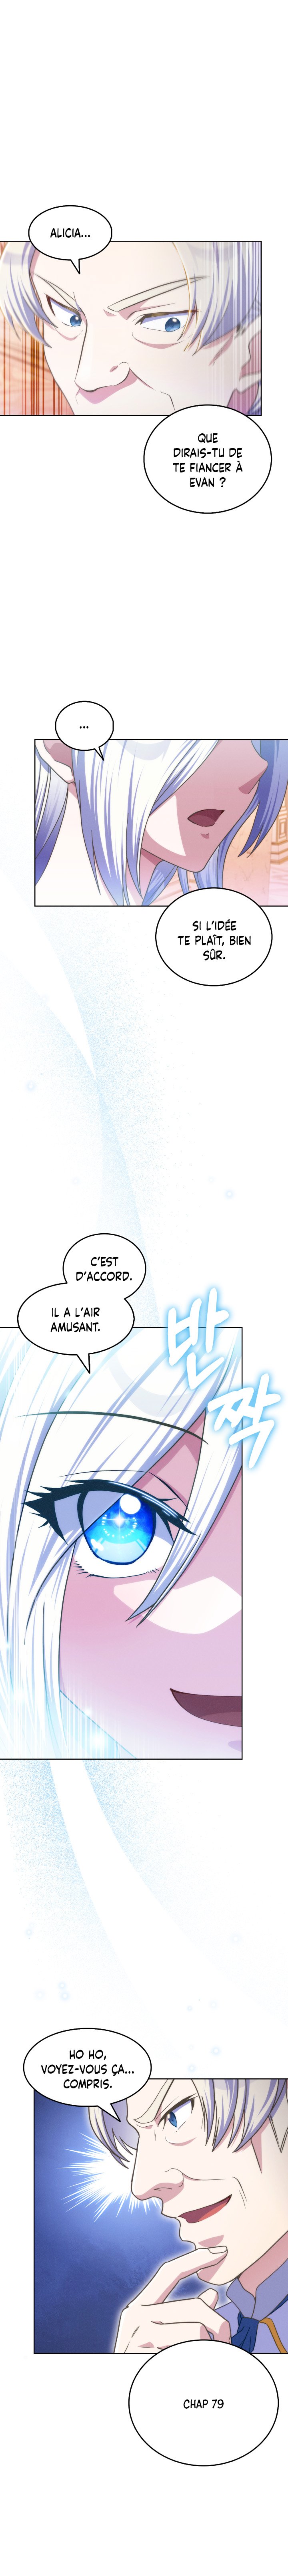 ALICIA...
QUE
DIRAIS-TU DE
TE FIANCER À
EVAN ?
...
SI L'IDÉE
TE PLAÎT, BIEN
SÛR.
C'EST
D'ACCORD.
IL A L'AIR
AMUSANT.
반
짝
HO HO,
VOYEZ-VOUS ÇA...
COMPRIS.
CHAP 79